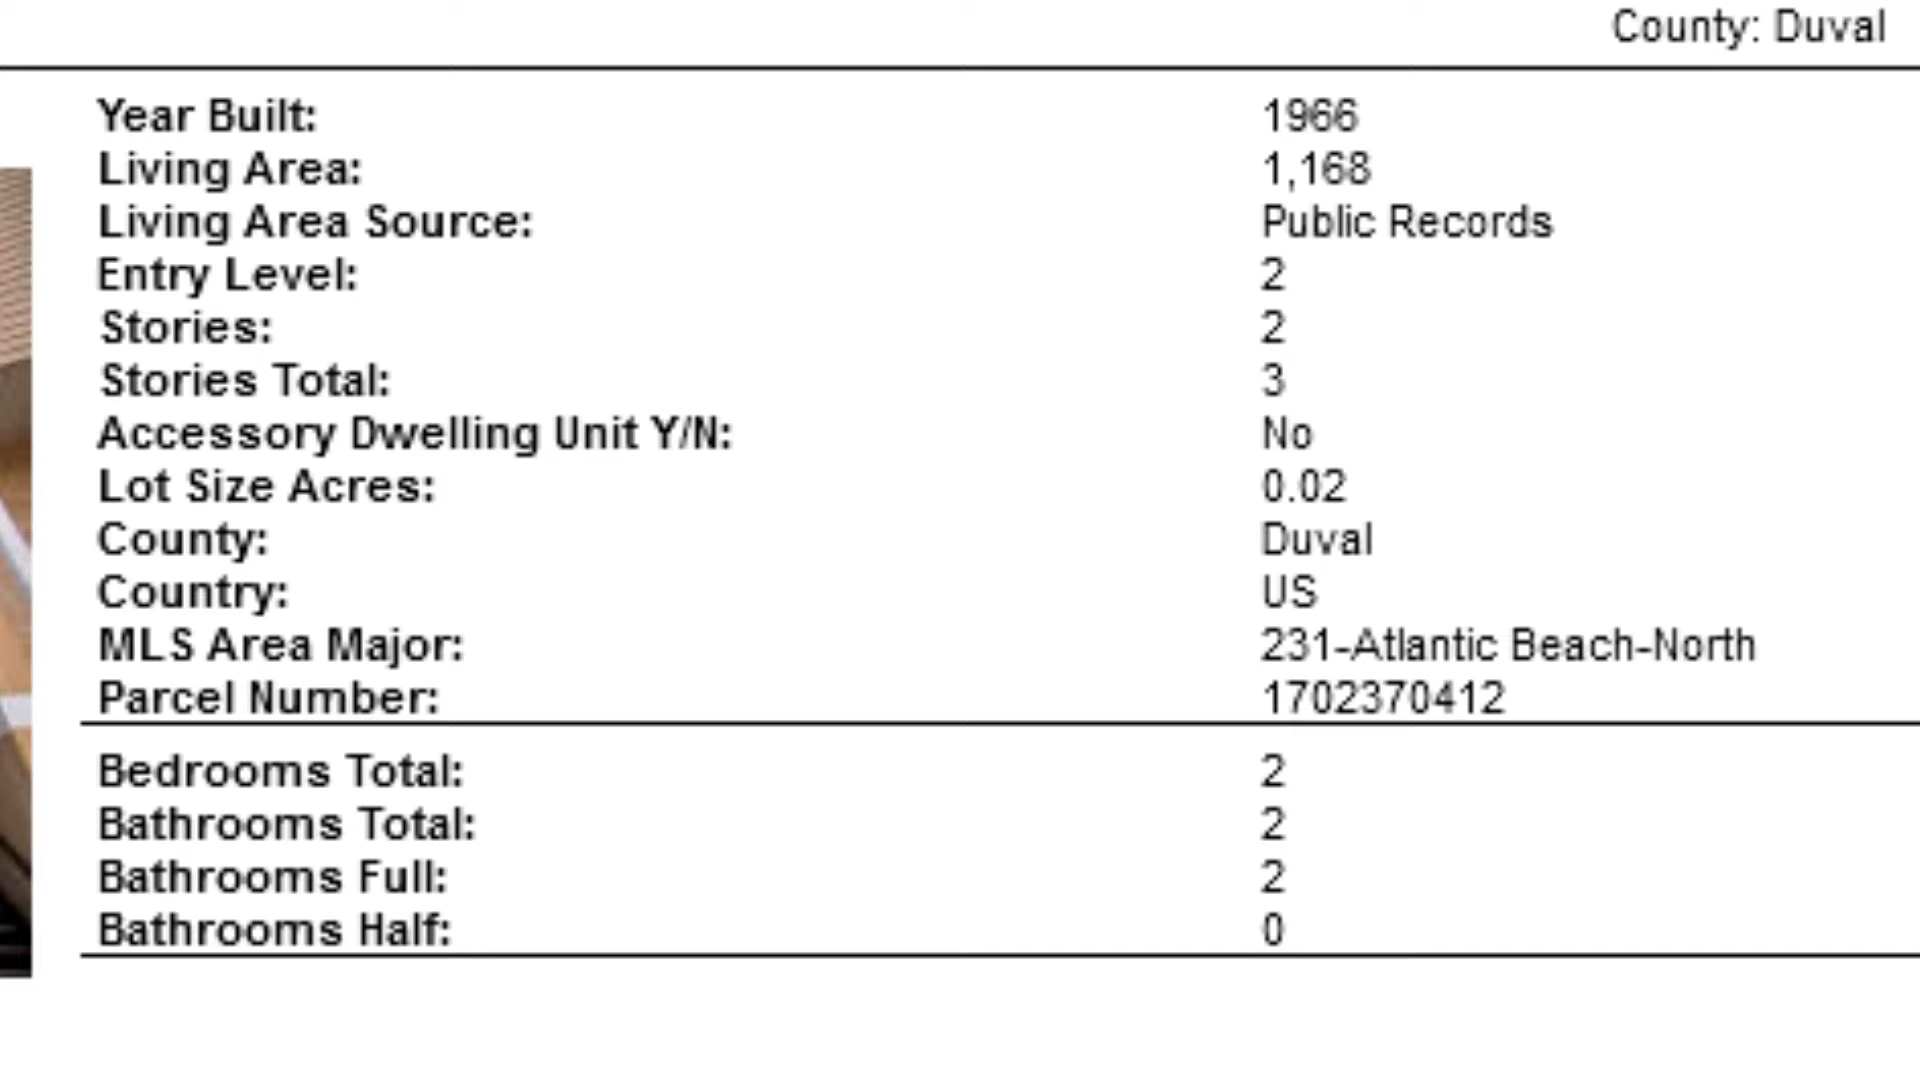 County: Duval
Year Built: 1966
Living Area: 1,168
Living Area Source: Public Records
Entry Level: 2
Stories: 2
Stories Total: 3
Accessory Dwelling Unit Y/N: No
Lot Size Acres: 0.02
County: Duval
Country: US
MLS Area Major: 231-Atlantic Beach-North
Parcel Number: 1702370412
Bedrooms Total: 2
Bathrooms Total: 2
Bathrooms Full: 2
Bathrooms Half: 0